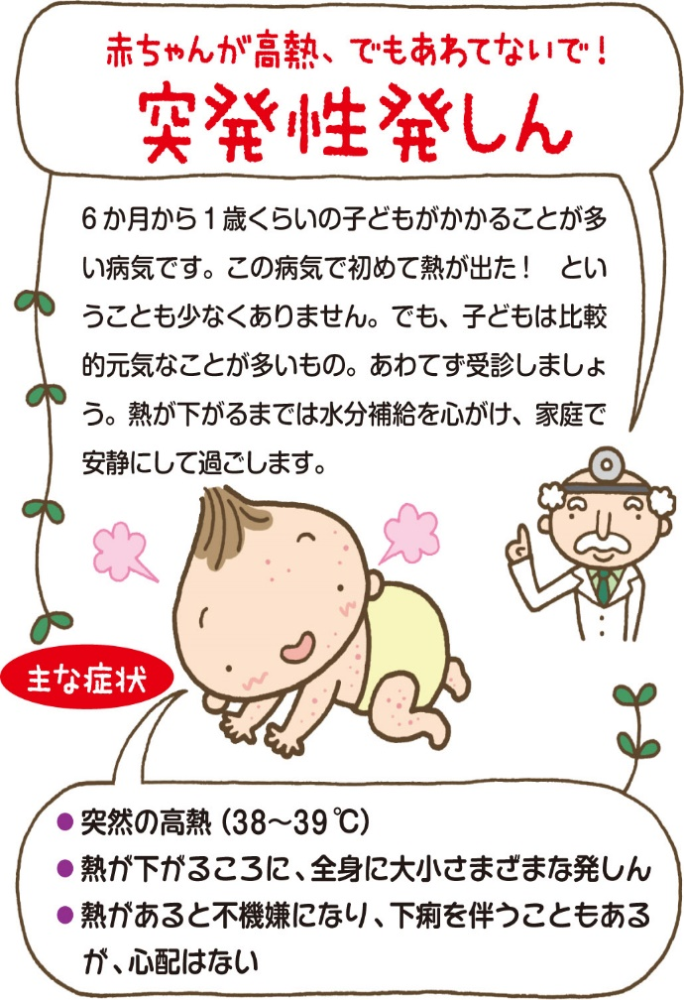 赤ちゃんが高熱、でもあわてないで！
突発性発しん
６か月から１歳くらいの子どもがかかることが多
い病気です。この病気で初めて熱が出た！　とい
うことも少なくありません。でも、子どもは比較
的元気なことが多いもの。あわてず受診しましょ
う。熱が下がるまでは水分補給を心がけ、家庭で
安静にして過ごします。
主な症状
●突然の高熱（38～39℃）
●熱が下がるころに、全身に大小さまざまな発しん
●熱があると不機嫌になり、下痢を伴うこともある
が、心配はない